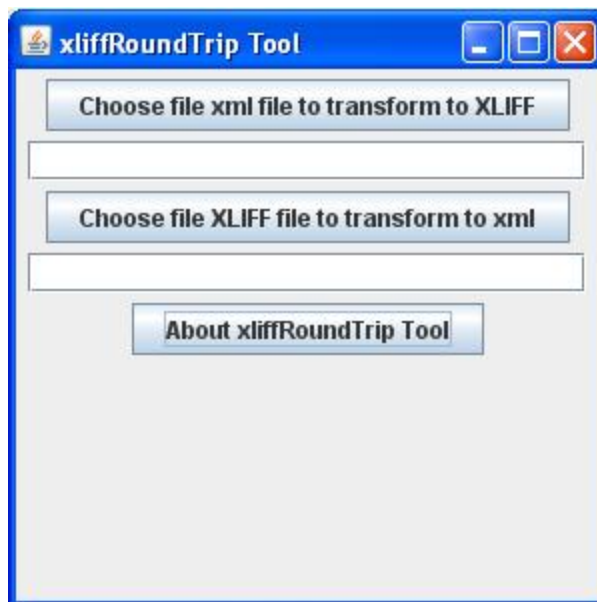 xliffRoundTrip Tool
Choose file xml file to transform to XLIFF
Choose file XLIFF file to transform to xml
About xliffRoundTrip Tool